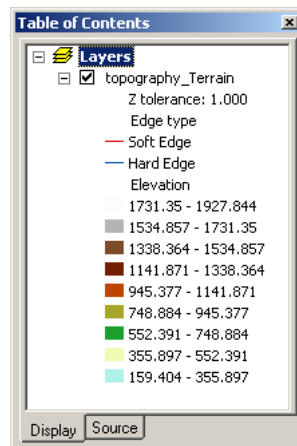 Table of Contents
Layers
topography_Terrain
Z tolerance: 1.000
Edge type
Soft Edge
Hard Edge
Elevation
1731.35 - 1927.844
1534.857 - 1731.35
1338.364 - 1534.857
1141.871 - 1338.364
945.377 - 1141.871
748.884 - 945.377
552.391 - 748.884
355.897 - 552.391
159.404 - 355.897
Display Source